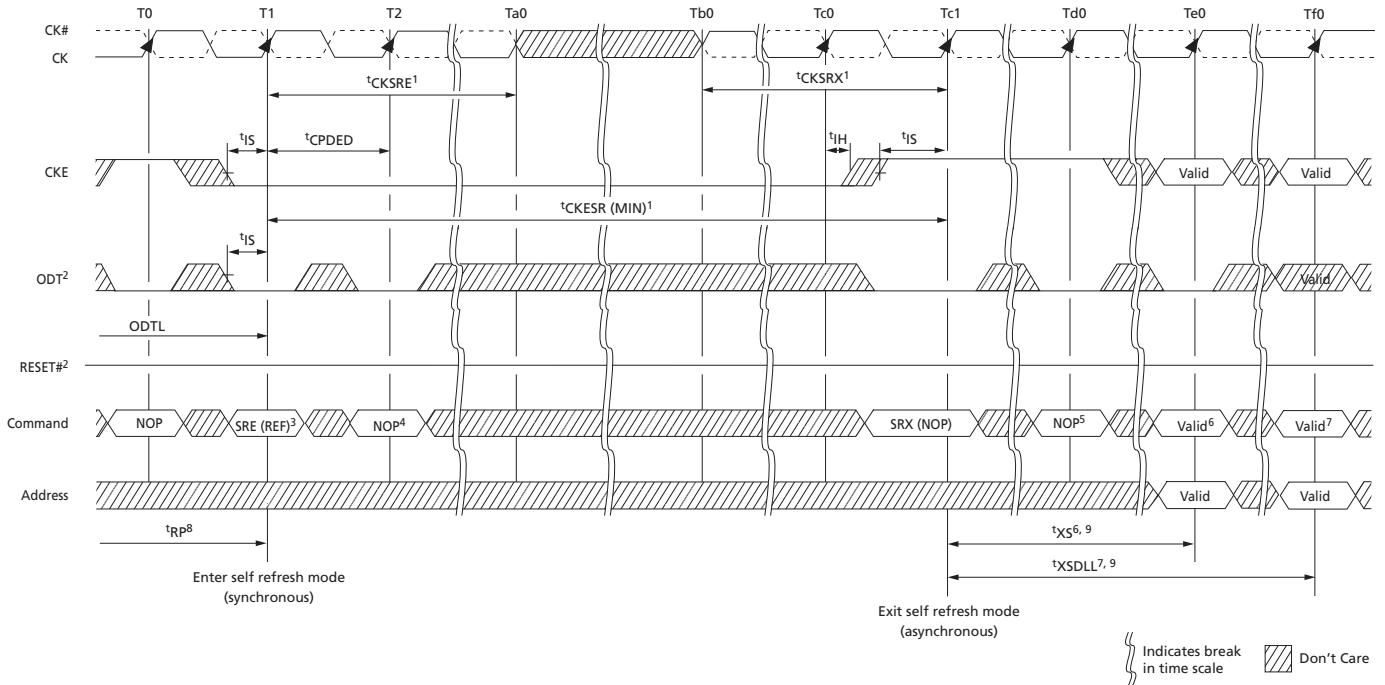 T0 T1 T2 Ta0 Tb0 Tc0 Tc1 Td0 Te0 Tf0
CK#
CK
tCKSRE1 tCKSRX1
tIS tCPDED tIH tIS
CKE Valid Valid
tCKESR (MIN)1
tIS
ODT2 Valid
ODTL
RESET#2
Command NOP SRE (REF)3 NOP4 SRX (NOP) NOP5 Valid6 Valid7
Address Valid Valid
tRP8 tXS6, 9
tXSDLL7, 9
Enter self refresh mode
(synchronous)
Exit self refresh mode
(asynchronous)
Indicates break
in time scale
Don't Care